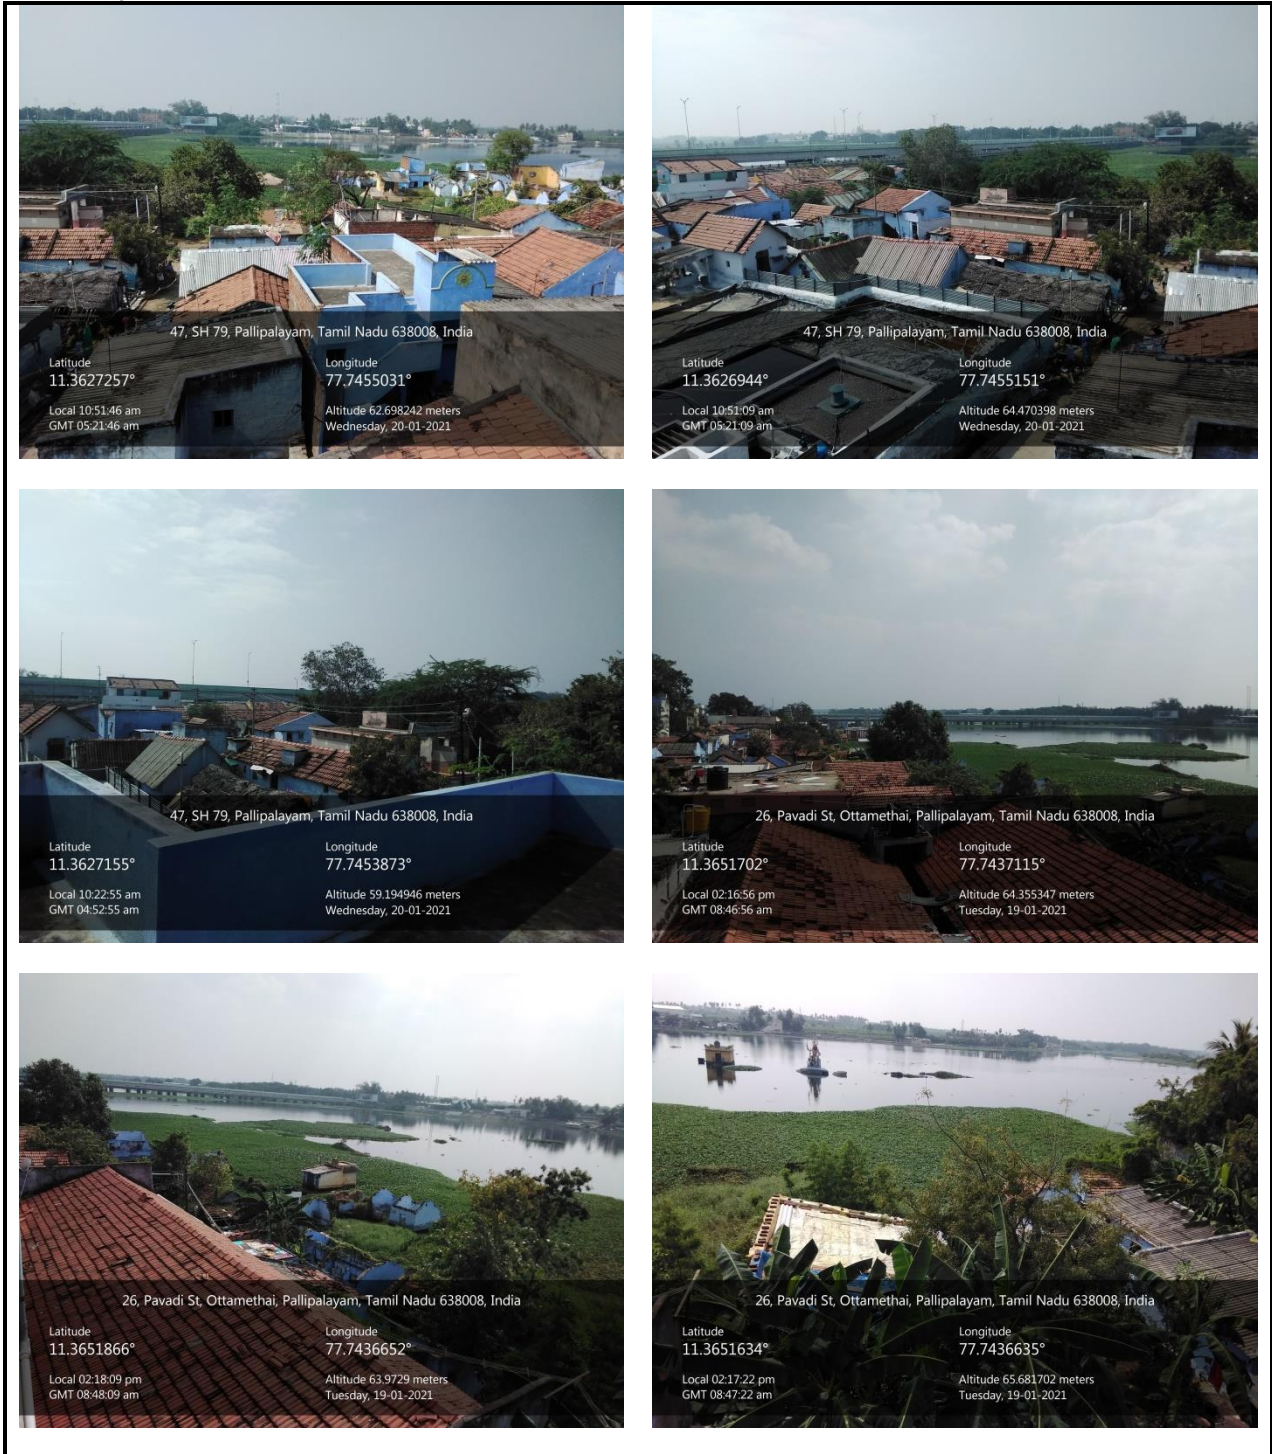 47, SH 79, Pallipalayam, Tamil Nadu 638008, India
Latitude
11.3627257°
Longitude
77.7455031°
Local 10:51:46 am
GMT 05:21:46 am
Altitude 62.698242 meters
Wednesday, 20-01-2021
47, SH 79, Pallipalayam, Tamil Nadu 638008, India
Latitude
11.3626944°
Longitude
77.7455151°
Local 10:51:09 am
GMT 05:21:09 am
Altitude 64.470398 meters
Wednesday, 20-01-2021
47, SH 79, Pallipalayam, Tamil Nadu 638008, India
Latitude
11.3627155°
Longitude
77.7453873°
Local 10:22:55 am
GMT 04:52:55 am
Altitude 59.194946 meters
Wednesday, 20-01-2021
26, Pavadi St, Ottamethai, Pallipalayam, Tamil Nadu 638008, India
Latitude
11.3651702°
Longitude
77.7437115°
Local 02:16:56 pm
GMT 08:46:56 am
Altitude 64.355347 meters
Tuesday, 19-01-2021
26, Pavadi St, Ottamethai, Pallipalayam, Tamil Nadu 638008, India
Latitude
11.3651866°
Longitude
77.7436652°
Local 02:18:09 pm
GMT 08:48:09 am
Altitude 63.9729 meters
Tuesday, 19-01-2021
26, Pavadi St, Ottamethai, Pallipalayam, Tamil Nadu 638008, India
Latitude
11.3651634°
Longitude
77.7436635°
Local 02:17:22 pm
GMT 08:47:22 am
Altitude 65.681702 meters
Tuesday, 19-01-2021